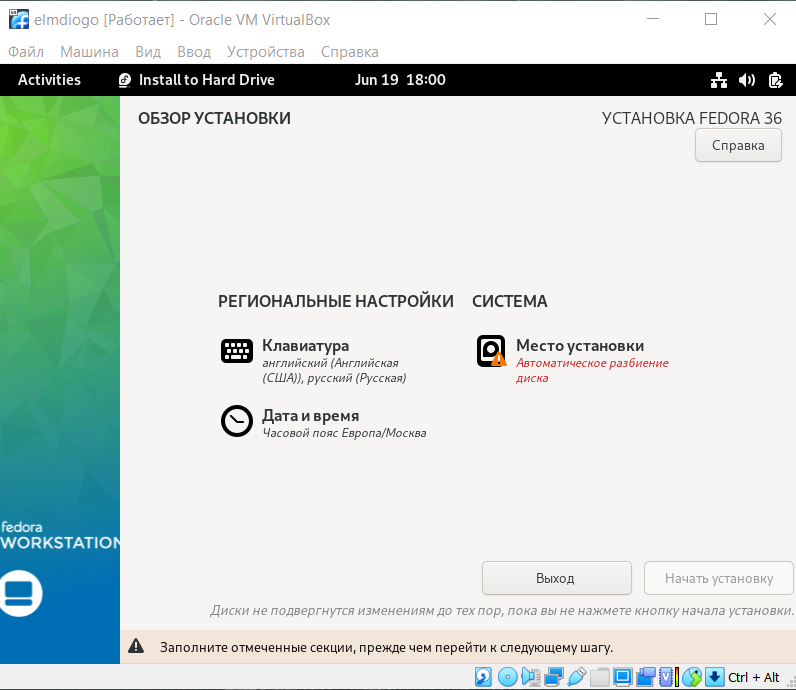 elmdiogo [Работает] - Oracle VM VirtualBox
Файл Машина Вид Ввод Устройства Справка
Activities Install to Hard Drive Jun 19 18:00
ОБЗОР УСТАНОВКИ УСТАНОВКА FEDORA 36
Справка
РЕГИОНАЛЬНЫЕ НАСТРОЙКИ СИСТЕМА
Клавиатура
английский (Английская
(США)), русский (Русская)
Место установки
Автоматическое разбиение
диска
Дата и время
Часовой пояс Европа/Москва
fedora
WORKSTATION
Выход Начать установку
Диски не подвергнутся изменениям до тех пор, пока вы не нажмете кнопку начала установки.
Заполните отмеченные секции, прежде чем перейти к следующему шагу.
Ctrl + Alt